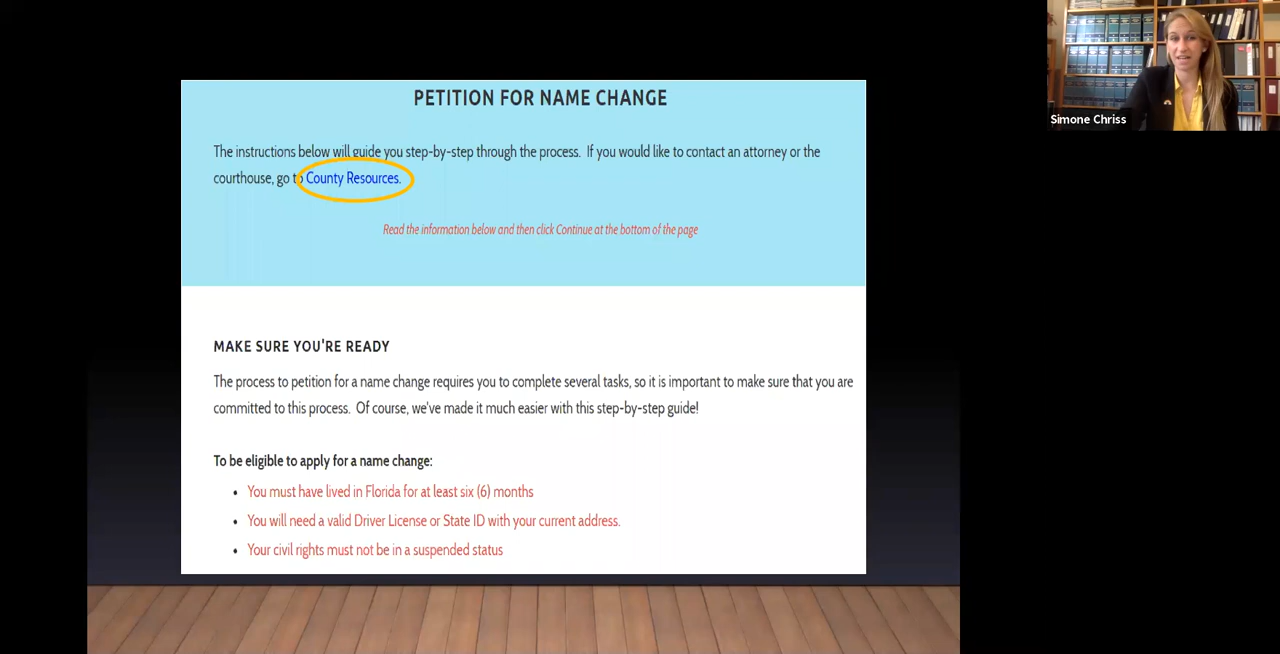 PETITION FOR NAME CHANGE
The instructions below will guide you step-by-step through the process. If you would like to contact an attorney or the
courthouse, go to County Resources.
Read the information below and then click Continue at the bottom of the page
MAKE SURE YOU'RE READY
The process to petition for a name change requires you to complete several tasks, so it is important to make sure that you are
committed to this process. Of course, we've made it much easier with this step-by-step guide!
To be eligible to apply for a name change:
• You must have lived in Florida for at least six (6) months
• You will need a valid Driver License or State ID with your current address.
• Your civil rights must not be in a suspended status
Simone Chriss